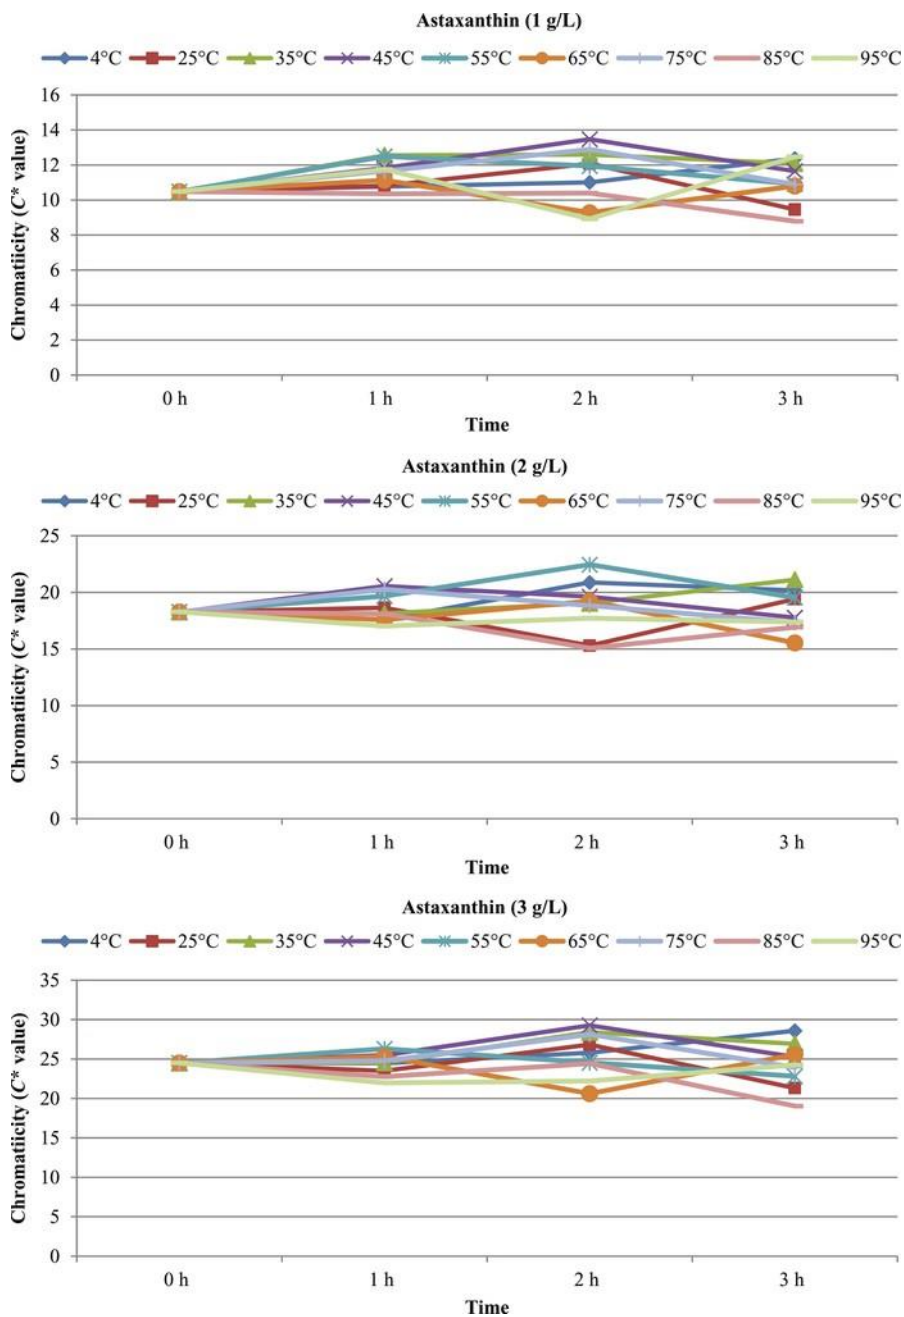 Astaxanthin (1 g/L)
4°C 25°C 35°C 45°C 55°C 65°C 75°C 85°C 95°C
Chromatiicity (C* value)
16
14
12
10
8
6
4
2
0
0 h 1 h 2 h 3 h
Time
Astaxanthin (2 g/L)
4°C 25°C 35°C 45°C 55°C 65°C 75°C 85°C 95°C
Chromatiicity (C* value)
25
20
15
10
5
0
0 h 1 h 2 h 3 h
Time
Astaxanthin (3 g/L)
4°C 25°C 35°C 45°C 55°C 65°C 75°C 85°C 95°C
Chromatiicity (C* value)
35
30
25
20
15
10
5
0
0 h 1 h 2 h 3 h
Time